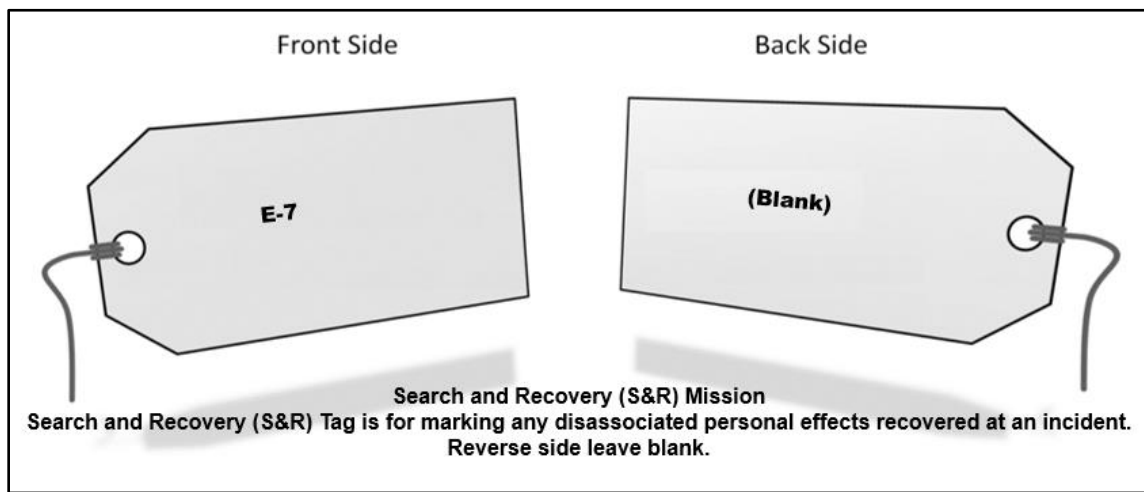 Front Side
Back Side
E-7
(Blank)
Search and Recovery (S&R) Mission
Search and Recovery (S&R) Tag is for marking any disassociated personal effects recovered at an incident.
Reverse side leave blank.